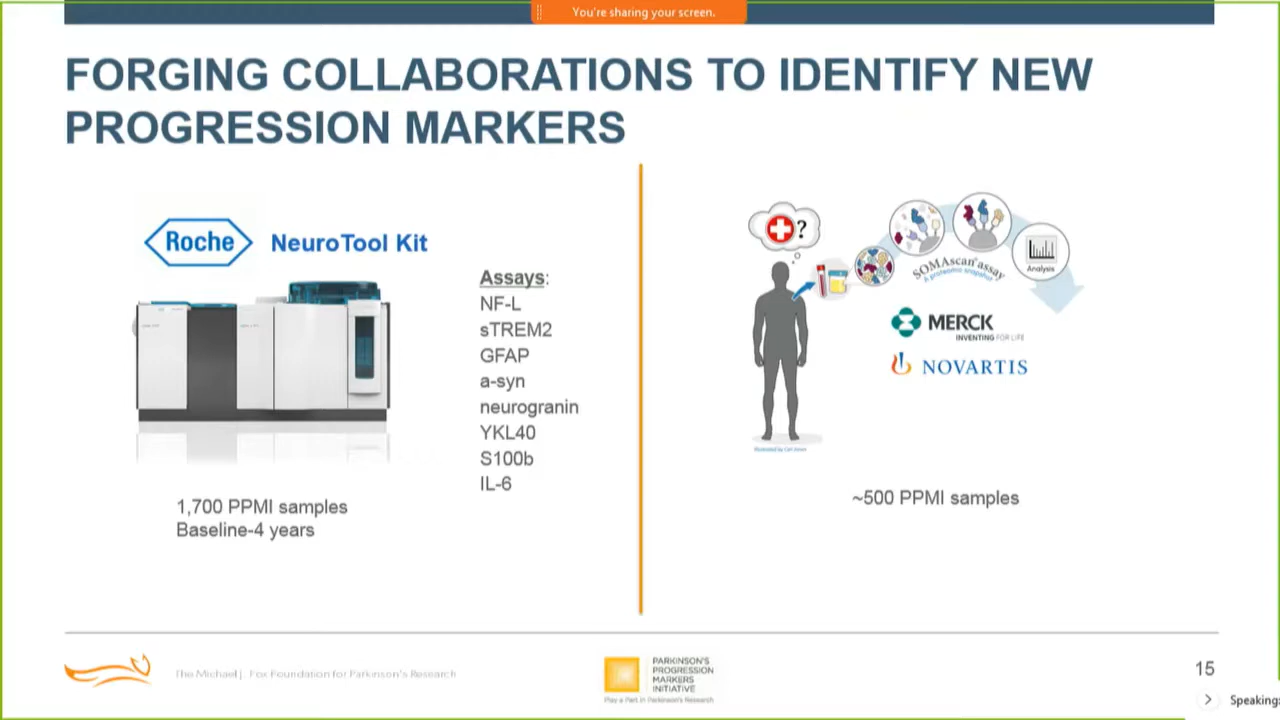 You're sharing your screen.
FORGING COLLABORATIONS TO IDENTIFY NEW
PROGRESSION MARKERS
Roche
NeuroTool Kit
Assays:
NF-L
sTREM2
GFAP
a-syn
neurogranin
YKL40
S100b
IL-6
1,700 PPMI samples
Baseline-4 years
?
SOMAscan assay
A proteomic snapshot
Analysis
MERCK
INVENTING FOR LIFE
NOVARTIS
~500 PPMI samples
The Michael J. Fox Foundation for Parkinson's Research
PARKINSON'S
PROGRESSION
MARKERS
INITIATIVE
Play a Part in Parkinson's Research
15
Speaking: